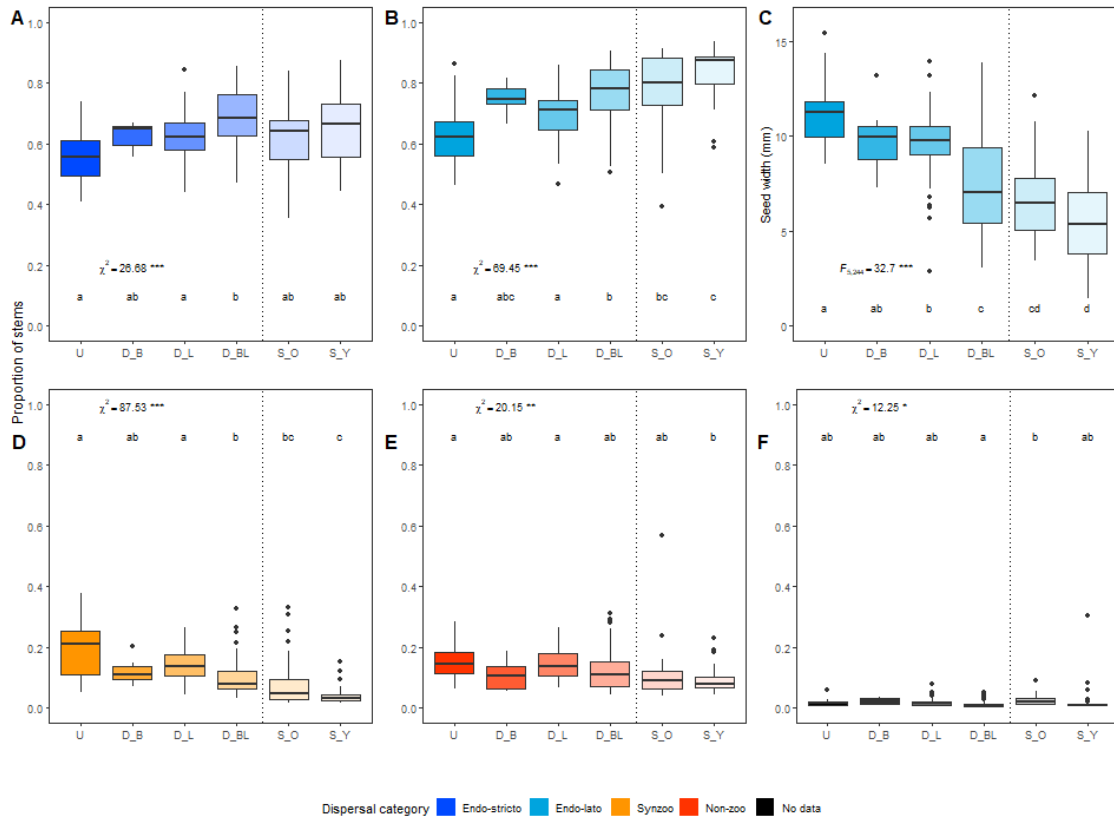 A
1.0
0.8
0.6
0.4
0.2
0.0
χ² = 26.68 ***
a ab ab b ab ab
U D_B D_L D_BL S_O S_Y
B
1.0
0.8
0.6
0.4
0.2
0.0
χ² = 69.45 ***
a abc a b bc c
U D_B D_L D_BL S_O S_Y
C
Seed width (mm)
15
10
5
0
F5,244 = 32.7 ***
a ab b c cd d
U D_B D_L D_BL S_O S_Y
Proportion of stems
D
1.0
0.8
0.6
0.4
0.2
0.0
χ² = 87.53 ***
a ab a b bc c
U D_B D_L D_BL S_O S_Y
E
1.0
0.8
0.6
0.4
0.2
0.0
χ² = 20.15 **
a ab a ab ab b
U D_B D_L D_BL S_O S_Y
F
1.0
0.8
0.6
0.4
0.2
0.0
χ² = 12.25 *
ab ab ab a b ab
U D_B D_L D_BL S_O S_Y
Dispersal category Endo-stricto Endo-lato Synzoo Non-zoo No data